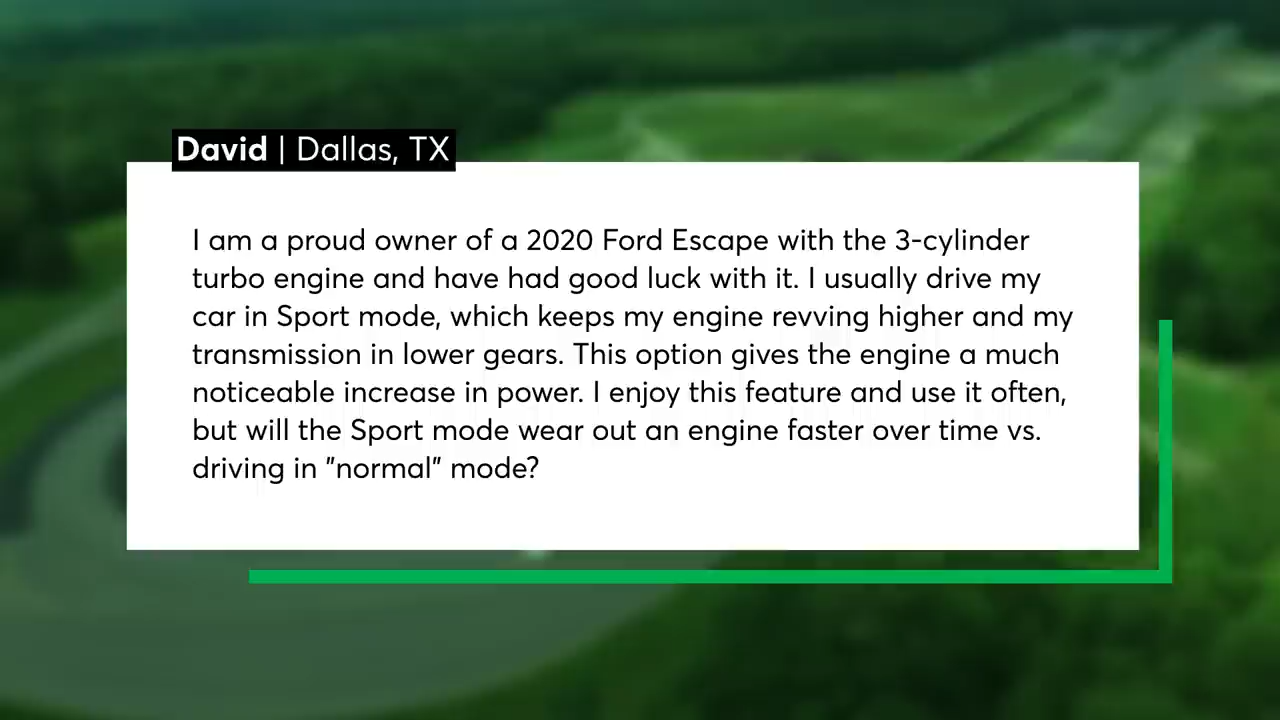 David | Dallas, TX
I am a proud owner of a 2020 Ford Escape with the 3-cylinder
turbo engine and have had good luck with it. I usually drive my
car in Sport mode, which keeps my engine revving higher and my
transmission in lower gears. This option gives the engine a much
noticeable increase in power. I enjoy this feature and use it often,
but will the Sport mode wear out an engine faster over time vs.
driving in "normal" mode?